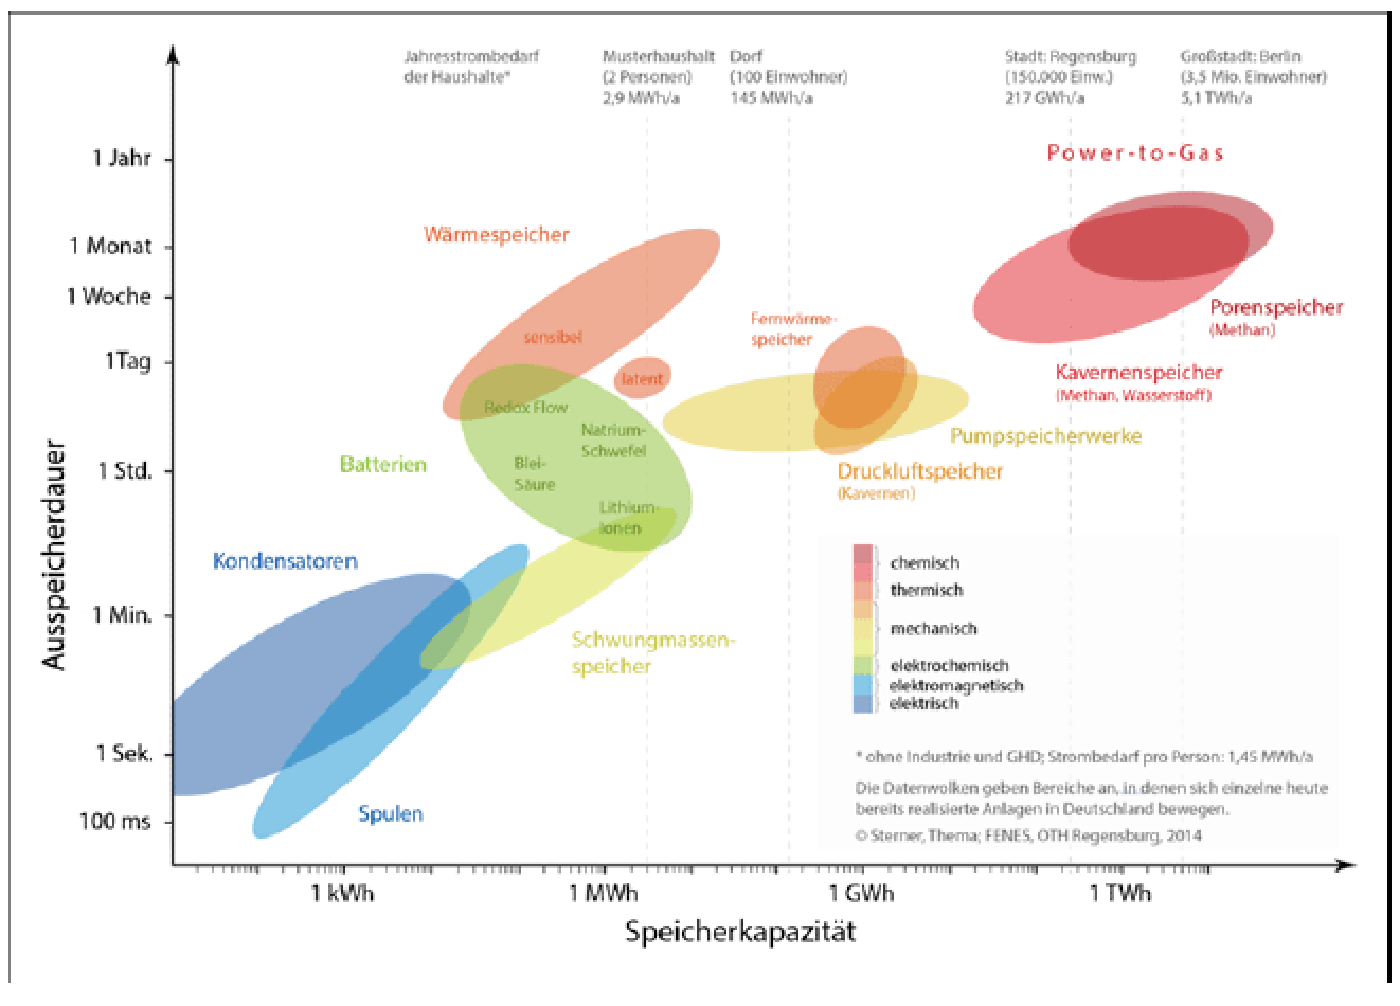 Jahresstrombedarf
der Haushalte*
Musterhaushalt
(2 Personen)
2,9 MWh/a
Dorf
(100 Einwohner)
145 MWh/a
Stadt: Regensburg
(150.000 Einw.)
217 GWh/a
Großstadt: Berlin
(3,5 Mio. Einwohner)
5,1 TWh/a
Ausspeicherdauer
1 Jahr
1 Monat
1 Woche
1Tag
1 Std.
1 Min.
1 Sek.
100 ms
Power-to-Gas
Wärmespeicher
sensibel
latent
Fernwärme-
speicher
Porenspeicher
(Methan)
Kavernenspeicher
(Methan, Wasserstoff)
Pumpspeicherwerke
Druckluftspeicher
(Kavernen)
Batterien
Redox Flow
Natrium-
Schwefel
Blei-
Säure
Lithium-
Ionen
Kondensatoren
Schwungmassen-
speicher
Spulen
chemisch
thermisch
mechanisch
elektrochemisch
elektromagnetisch
elektrisch
* ohne Industrie und GHD; Strombedarf pro Person: 1,45 MWh/a
Die Datenwolken geben Bereiche an, in denen sich einzelne heute
bereits realisierte Anlagen in Deutschland bewegen.
© Sterner, Thema; FENES, OTH Regensburg, 2014
1 kWh
1 MWh
1 GWh
1 TWh
Speicherkapazität